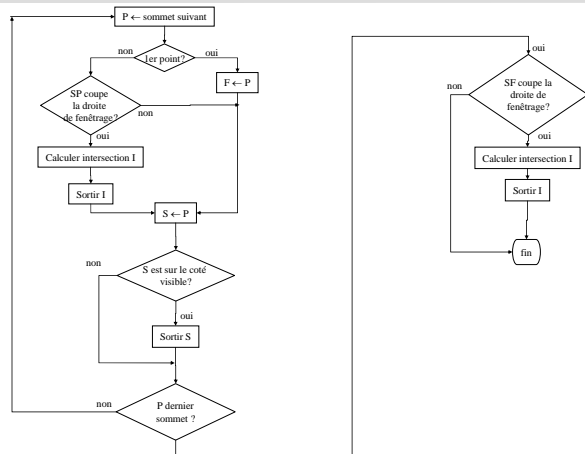 P ← sommet suivant
non
1er point?
oui
F ← P
SP coupe
la droite
de fenêtrage?
non
oui
Calculer intersection I
Sortir I
S ← P
non
S est sur le coté
visible?
oui
Sortir S
non
P dernier
sommet ?
oui
non
SF coupe la
droite de
fenêtrage?
oui
Calculer intersection I
Sortir I
fin